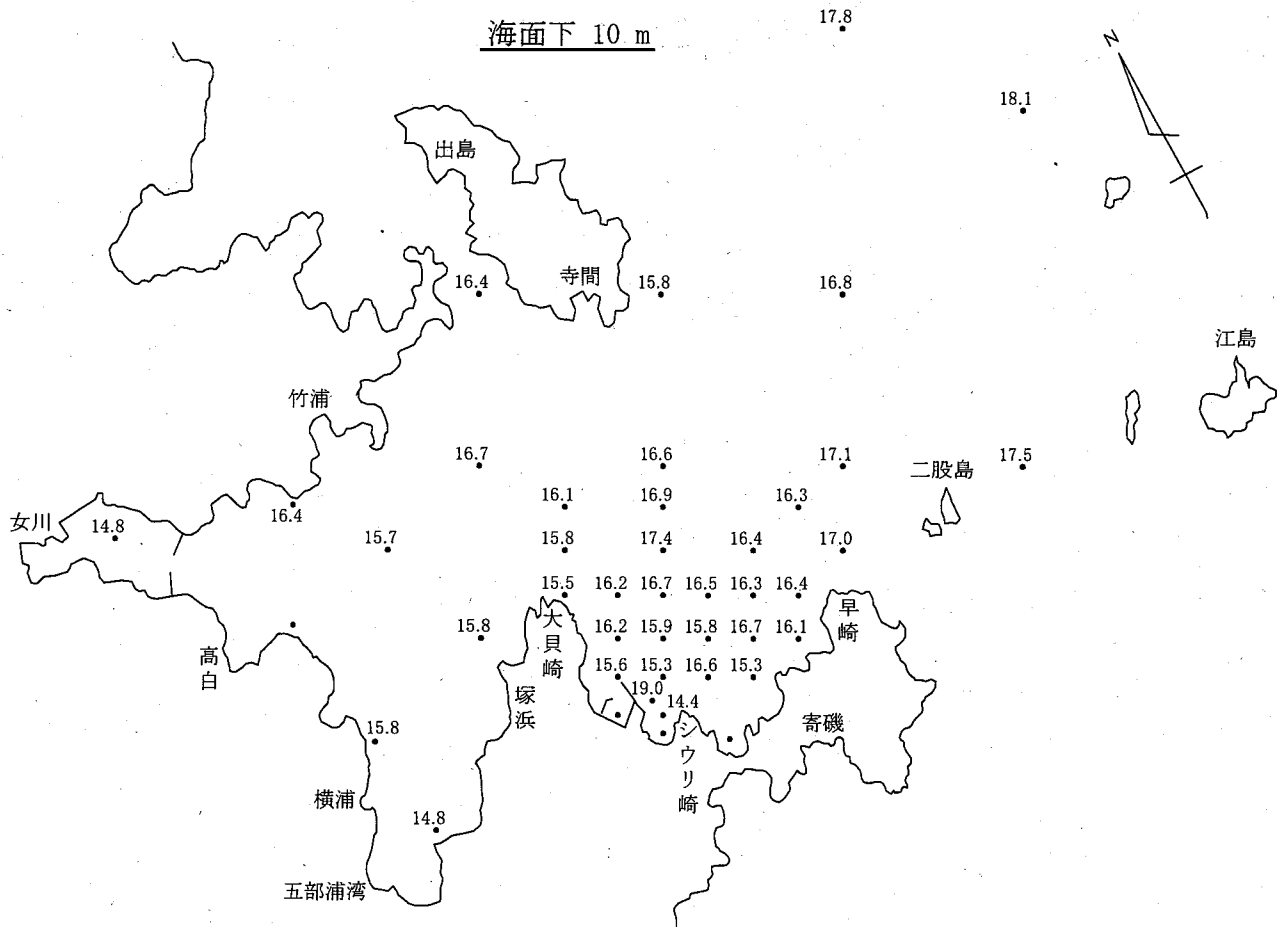 海面下 10 m
17.8
N
18.1
出島
寺間
16.4
15.8
16.8
江島
竹浦
16.7
16.6
17.1
二股島
17.5
16.1
16.9
16.3
女川
14.8
16.4
15.7
15.8
17.4
16.4
17.0
15.5
16.2
16.7
16.5
16.3
16.4
15.8
大貝崎
16.2
15.9
15.8
16.7
16.1
早崎
高白
15.6
15.3
16.6
15.3
塚浜
19.0
14.4
シウリ崎
寄磯
15.8
横浦
14.8
五部浦湾